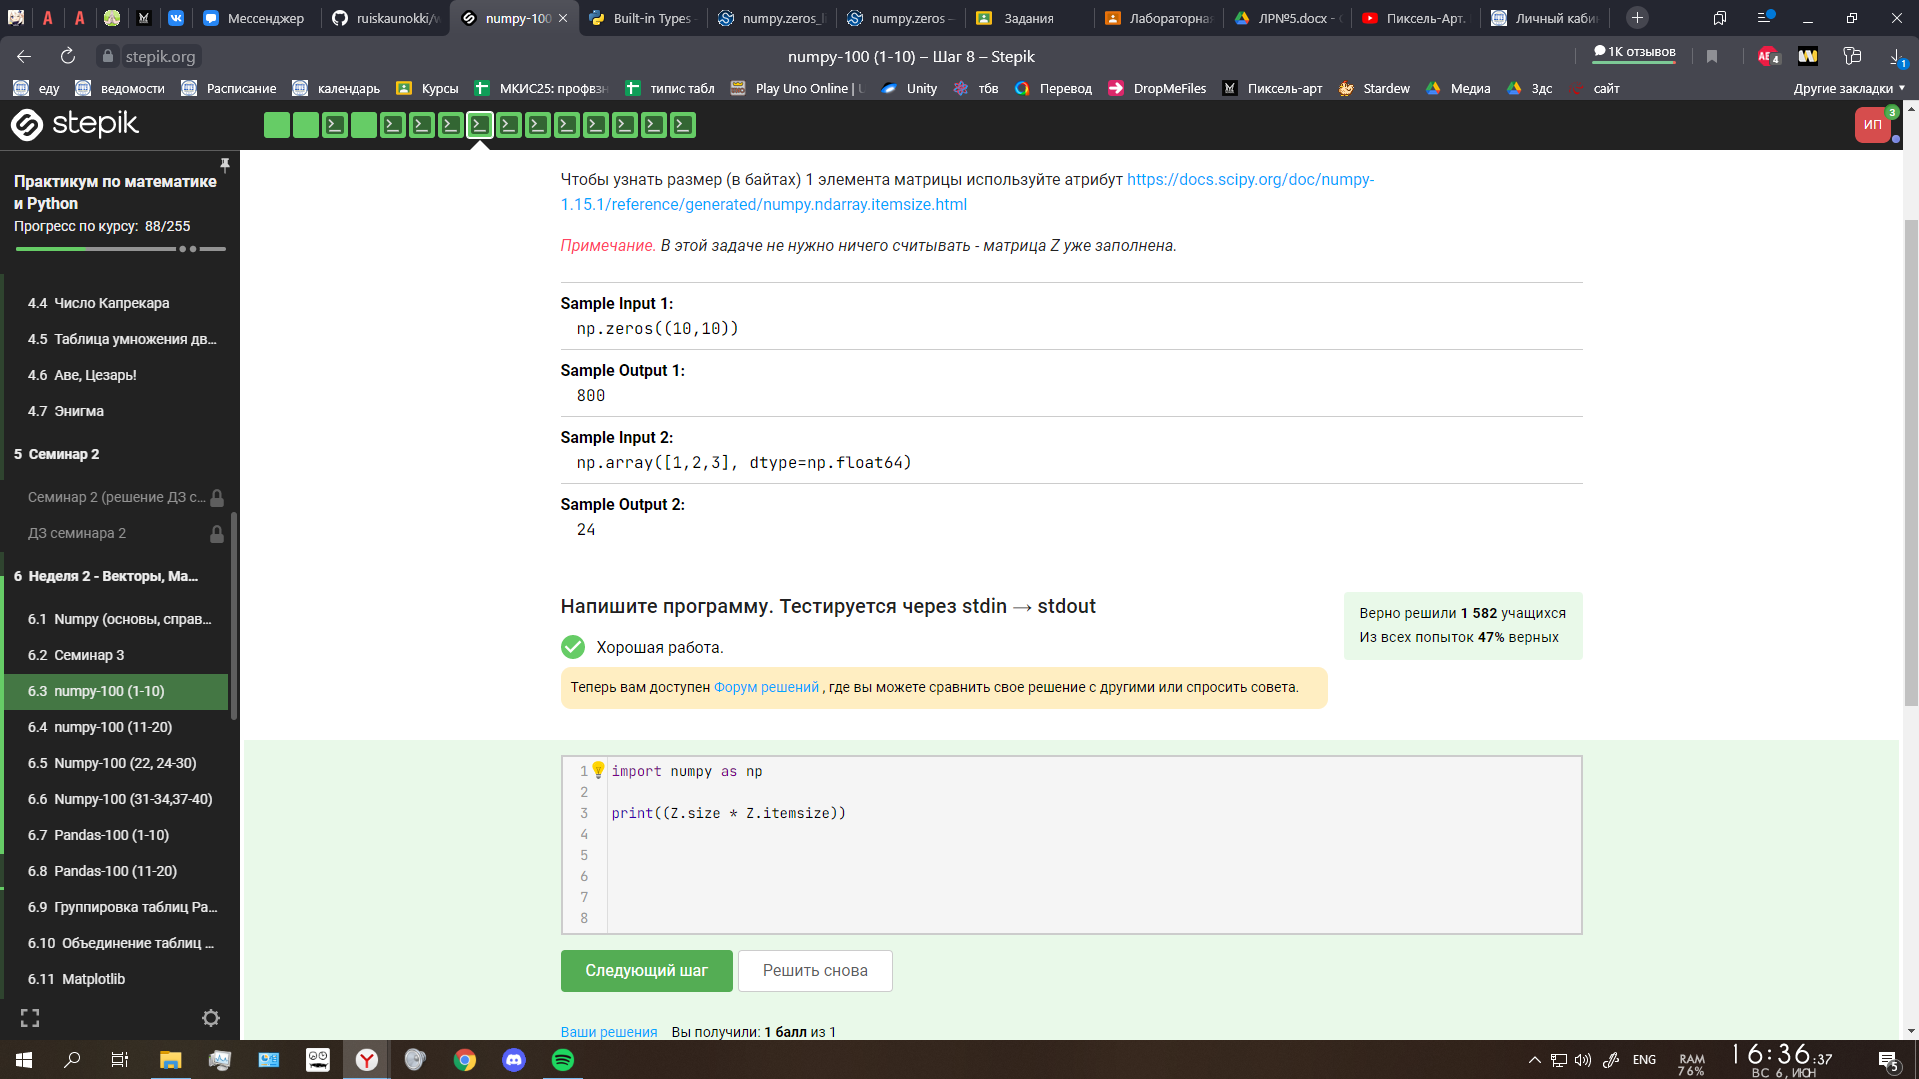 Мессенджер
ruiskaunokki/w
numpy-100
Built-in Types
numpy.zeros_l
numpy.zeros –
Задания
Лабораторная
ЛР№5.docx - G
Пиксель-Арт.
Личный каби
stepik.org
numpy-100 (1-10) – Шаг 8 – Stepik
1K отзывов
4
1
еду
ведомости
Расписание
календарь
Курсы
МКИС25: профвзн
типис табл
Play Uno Online | U
Unity
тбв
Перевод
DropMeFiles
Пиксель-арт
Stardew
Медиа
Здс
сайт
Другие закладки
stepik
ИП
3
Практикум по математике
и Python
Прогресс по курсу: 88/255
4.4 Число Капрекара
4.5 Таблица умножения дв...
4.6 Аве, Цезарь!
4.7 Энигма
5 Семинар 2
Семинар 2 (решение ДЗ с...
ДЗ семинара 2
6 Неделя 2 - Векторы, Ма...
6.1 Numpy (основы, справ...
6.2 Семинар 3
6.3 numpy-100 (1-10)
6.4 numpy-100 (11-20)
6.5 Numpy-100 (22, 24-30)
6.6 Numpy-100 (31-34,37-40)
6.7 Pandas-100 (1-10)
6.8 Pandas-100 (11-20)
6.9 Группировка таблиц Pa...
6.10 Объединение таблиц ...
6.11 Matplotlib
Чтобы узнать размер (в байтах) 1 элемента матрицы используйте атрибут https://docs.scipy.org/doc/numpy-
1.15.1/reference/generated/numpy.ndarray.itemsize.html
Примечание. В этой задаче не нужно ничего считывать - матрица Z уже заполнена.
Sample Input 1:
np.zeros((10,10))
Sample Output 1:
800
Sample Input 2:
np.array([1,2,3], dtype=np.float64)
Sample Output 2:
24
Напишите программу. Тестируется через stdin → stdout
Верно решили 1 582 учащихся
Из всех попыток 47% верных
Хорошая работа.
Теперь вам доступен Форум решений , где вы можете сравнить свое решение с другими или спросить совета.
1 import numpy as np
2
3 print((Z.size * Z.itemsize))
4
5
6
7
8
Следующий шаг
Решить снова
Ваши решения Вы получили: 1 балл из 1
ENG
RAM
76%
16:36:37
ВС 6, ИЮН
5